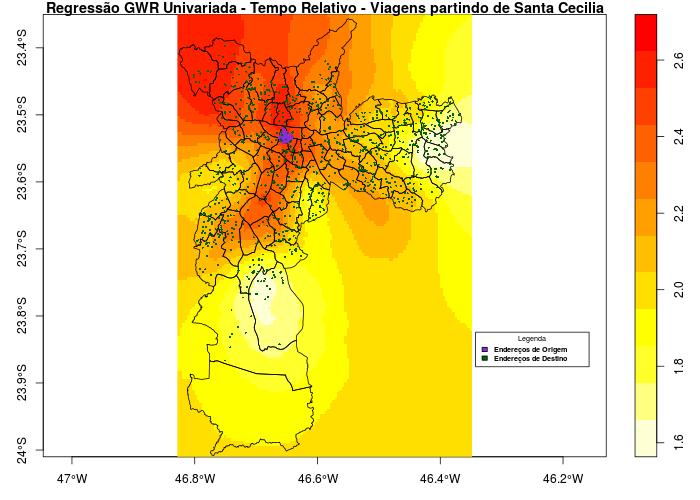 Regressão GWR Univariada - Tempo Relativo - Viagens partindo de Santa Cecilia
23.4°S
23.5°S
23.6°S
23.7°S
23.8°S
23.9°S
24°S
47°W
46.8°W
46.6°W
46.4°W
46.2°W
Legenda
Endereços de Origem
Endereços de Destino
2.6
2.4
2.2
2.0
1.8
1.6